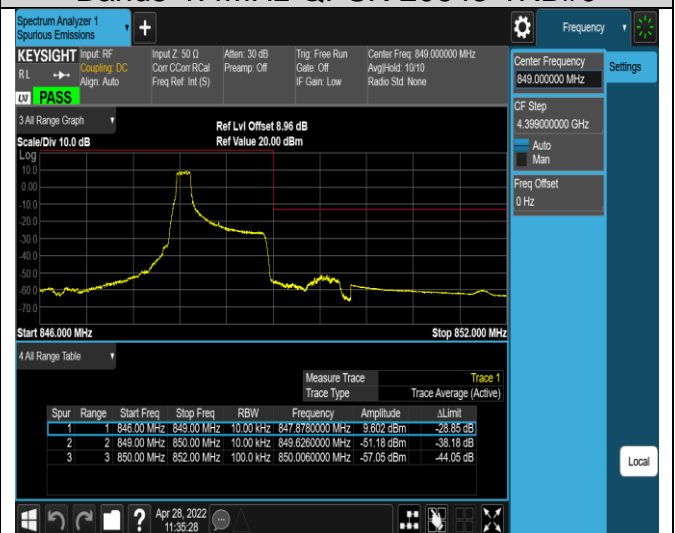 Spectrum Analyzer 1
Spurious Emissions
Frequency
KEYSIGHT
Input: RF
Coupling: DC
Align: Auto
Input Z: 50 Ω
Corr CCorr RCal
Freq Ref: Int (S)
Atten: 30 dB
Preamp: Off
Trig: Free Run
Gate: Off
IF Gain: Low
Center Freq: 849.000000 MHz
Avg|Hold: 10/10
Radio Std: None
RL
LXI
PASS
Center Frequency
849.000000 MHz
Settings
CF Step
4.399000000 GHz
Auto
Man
Freq Offset
0 Hz
3 All Range Graph
Scale/Div 10.0 dB
Ref Lvl Offset 8.96 dB
Ref Value 20.00 dBm
Log
10.0
0.00
-10.0
-20.0
-30.0
-40.0
-50.0
-60.0
-70.0
Start 846.000 MHz
Stop 852.000 MHz
4 All Range Table
Measure Trace Trace 1
Trace Type Trace Average (Active)
Spur Range Start Freq Stop Freq RBW Frequency Amplitude ΔLimit
1 1 846.00 MHz 849.00 MHz 10.00 kHz 847.8780000 MHz 9.602 dBm -28.85 dB
2 2 849.00 MHz 850.00 MHz 10.00 kHz 849.6260000 MHz -51.18 dBm -38.18 dB
3 3 850.00 MHz 852.00 MHz 100.0 kHz 850.0060000 MHz -57.05 dBm -44.05 dB
Local
?
Apr 28, 2022
11:35:28